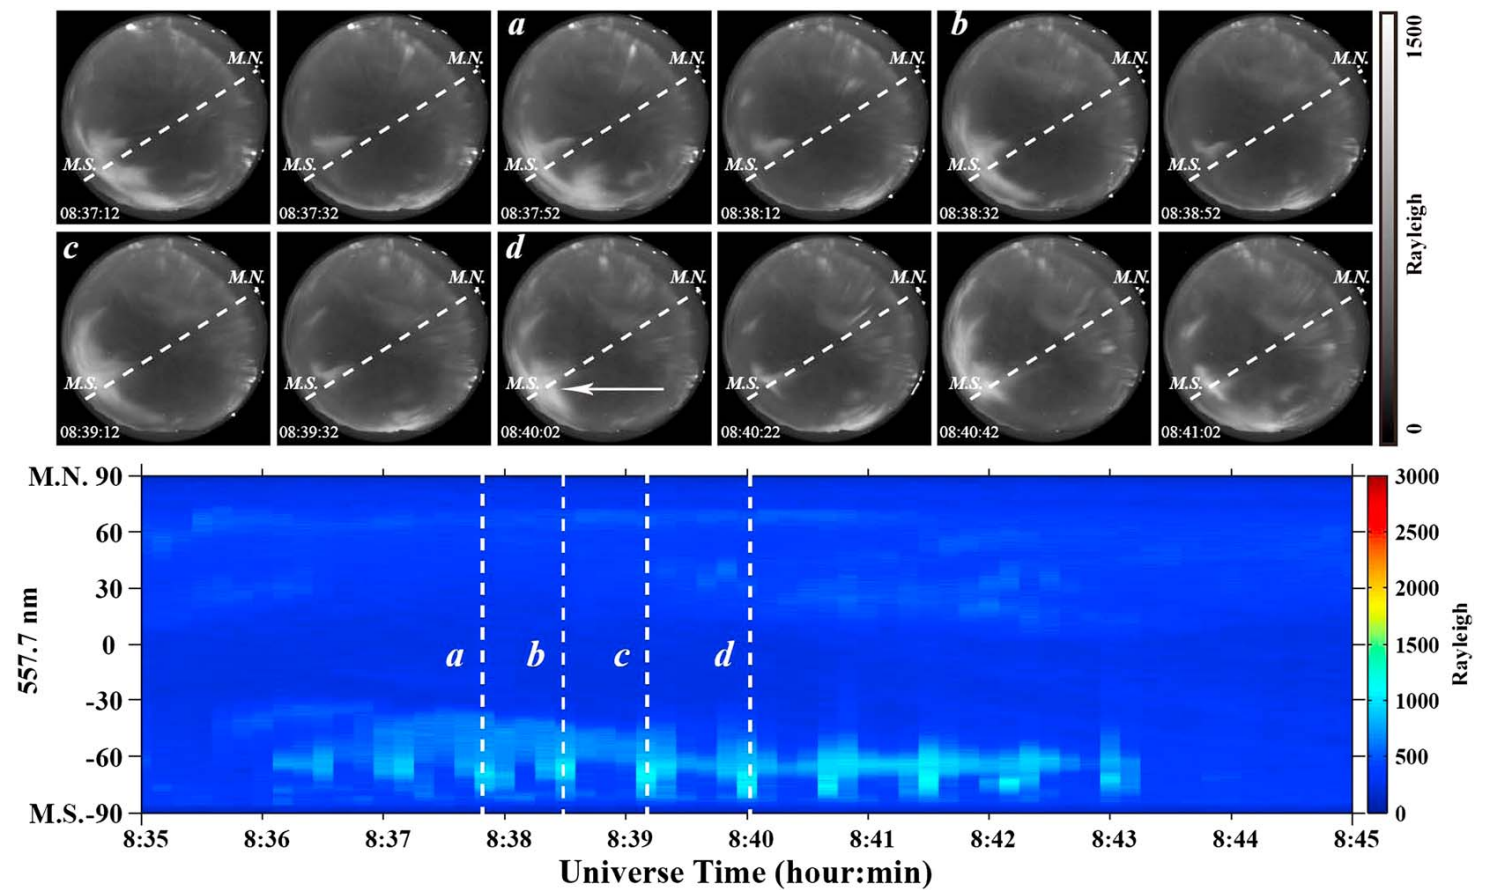 a
b
M.N. M.N. M.N. M.N. M.N. M.N.
M.S. M.S. M.S. M.S. M.S. M.S.
08:37:12 08:37:32 08:37:52 08:38:12 08:38:32 08:38:52
c
d
M.N. M.N. M.N. M.N. M.N. M.N.
M.S. M.S. M.S. M.S. M.S. M.S.
08:39:12 08:39:32 08:40:02 08:40:22 08:40:42 08:41:02
1500
Rayleigh
0
M.N. 90
60
30
0
-30
-60
M.S.-90
557.7 nm
a b c d
3000
2500
2000
1500
1000
500
0
Rayleigh
8:35 8:36 8:37 8:38 8:39 8:40 8:41 8:42 8:43 8:44 8:45
Universe Time (hour:min)